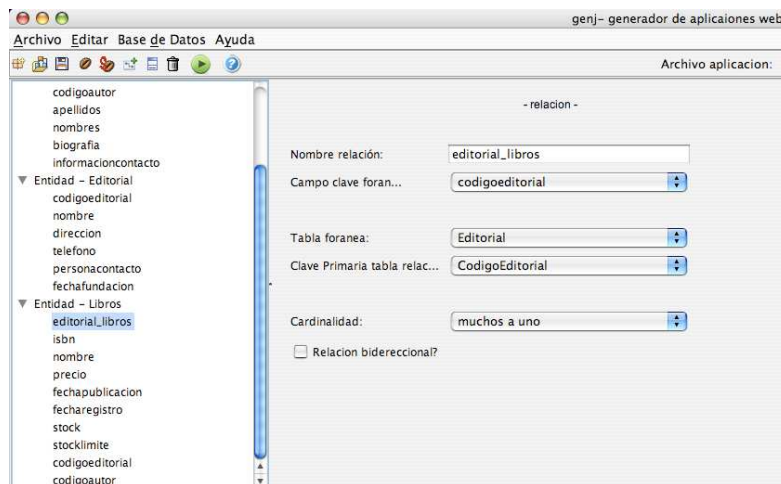 genj- generador de aplicaiones web
Archivo Editar Base de Datos Ayuda
Archivo aplicacion:
codigoautor
apellidos
nombres
biografia
informacioncontacto
Entidad - Editorial
codigoeditorial
nombre
direccion
telefono
personacontacto
fechafundacion
Entidad - Libros
editorial_libros
isbn
nombre
precio
fechapublicacion
fecharegistro
stock
stocklimite
codigoeditorial
codigoautor
- relacion -
Nombre relación: editorial_libros
Campo clave foran... codigoeditorial
Tabla foranea: Editorial
Clave Primaria tabla relac... CodigoEditorial
Cardinalidad: muchos a uno
Relacion bidereccional?